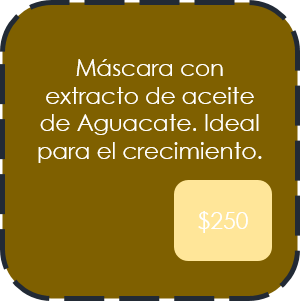 Máscara con
extracto de aceite
de Aguacate. Ideal
para el crecimiento.
$250